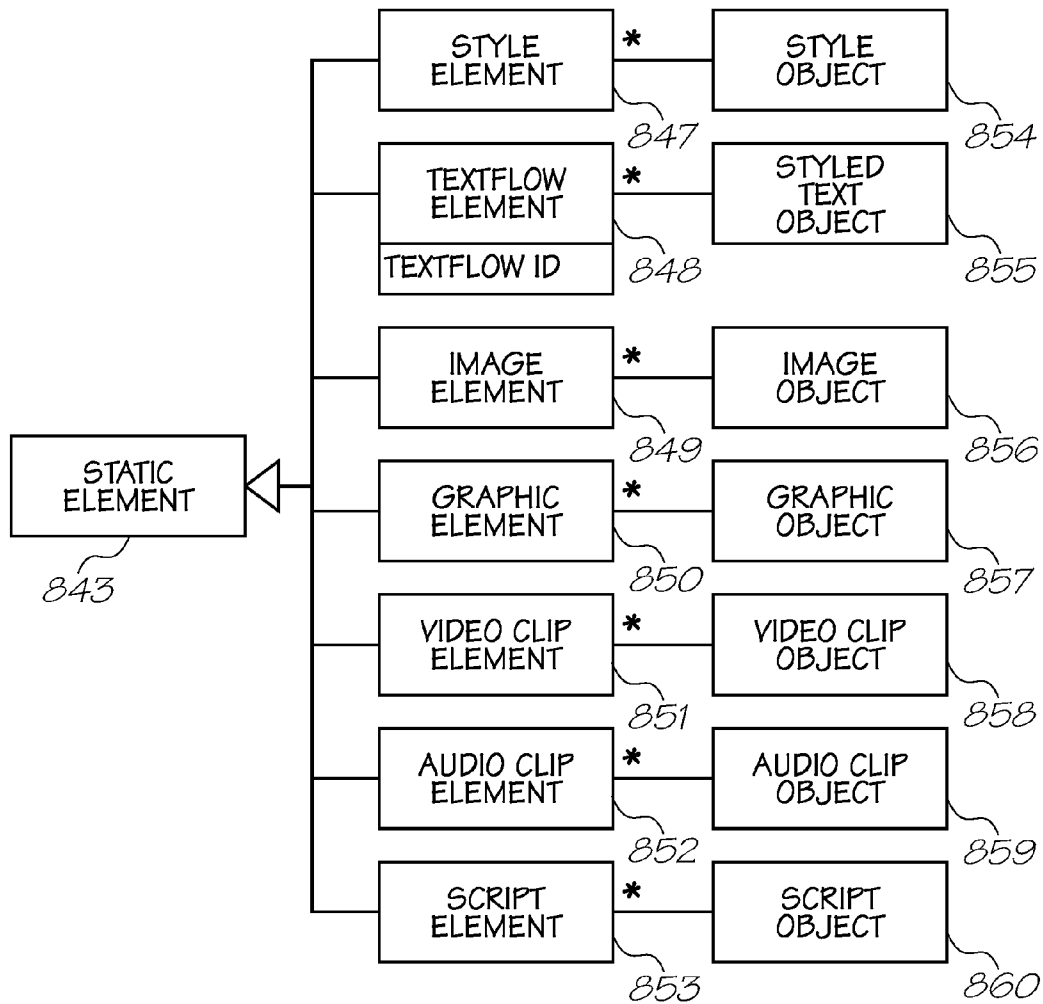 STYLE
ELEMENT
*
STYLE
OBJECT
847
854
TEXTFLOW
ELEMENT
*
STYLED
TEXT
OBJECT
TEXTFLOW ID
848
855
IMAGE
ELEMENT
*
IMAGE
OBJECT
849
856
STATIC
ELEMENT
843
GRAPHIC
ELEMENT
*
GRAPHIC
OBJECT
850
857
VIDEO CLIP
ELEMENT
*
VIDEO CLIP
OBJECT
851
858
AUDIO CLIP
ELEMENT
*
AUDIO CLIP
OBJECT
852
859
SCRIPT
ELEMENT
*
SCRIPT
OBJECT
853
860